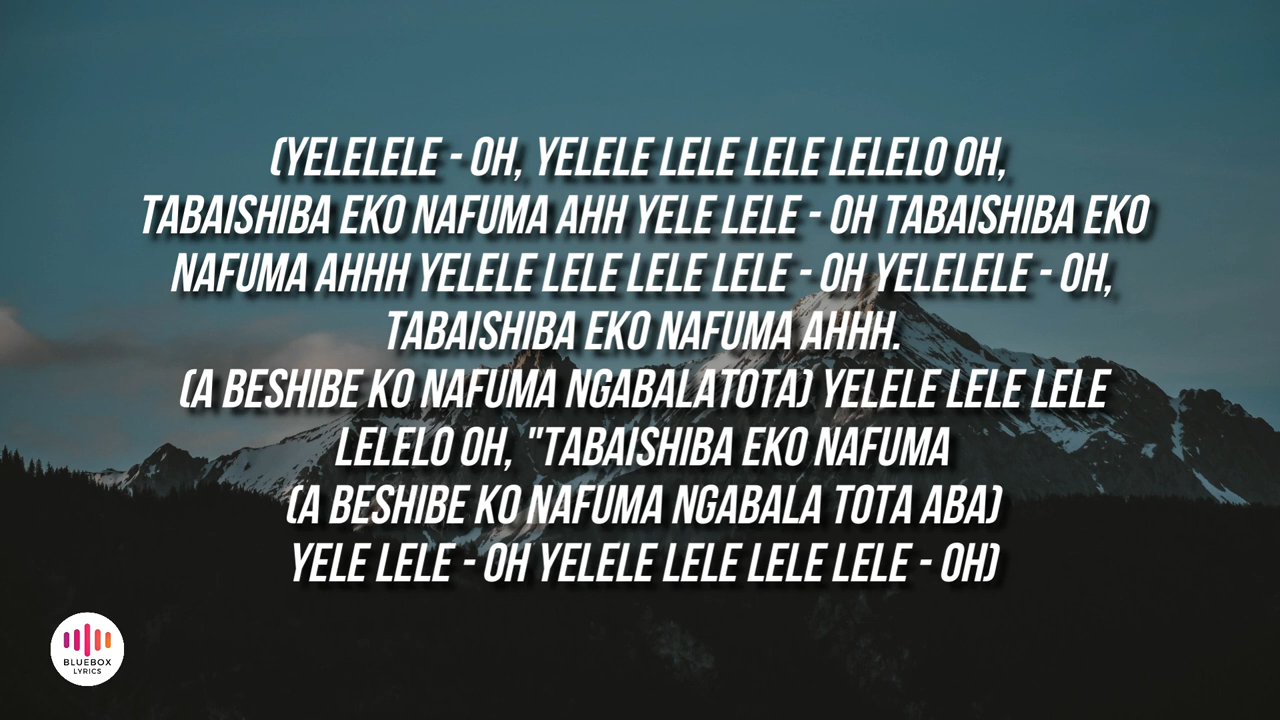 (YELELELE - OH, YELELE LELE LELE LELELO OH,
TABAISHIBA EKO NAFUMA AHH YELE LELE - OH TABAISHIBA EKO
NAFUMA AHHH YELELE LELE LELE LELE - OH YELELELE - OH,
TABAISHIBA EKO NAFUMA AHHH.
(A BESHIBE KO NAFUMA NGABALATOTA) YELELE LELE LELE
LELELO OH, "TABAISHIBA EKO NAFUMA
(A BESHIBE KO NAFUMA NGABALA TOTA ABA)
YELE LELE - OH YELELE LELE LELE LELE - OH)
BLUEBOX
LYRICS